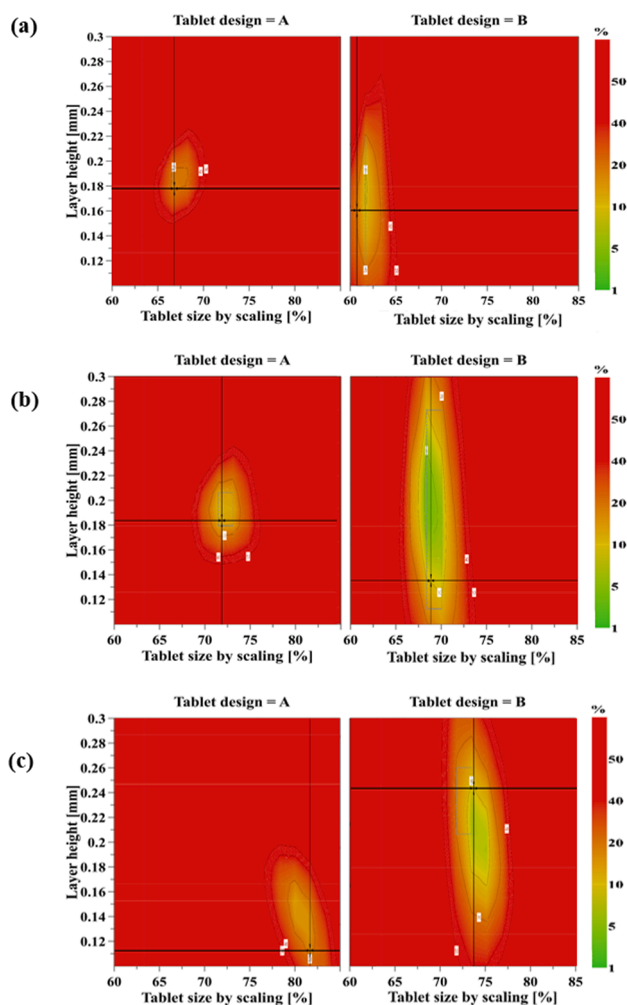 (a)
Tablet design = A
Tablet design = B
%
Layer height [mm]
0.3
0.28
0.26
0.24
0.22
0.2
0.18
0.16
0.14
0.12
50
40
20
10
5
1
60 65 70 75 80
60 65 70 75 80 85
Tablet size by scaling [%]
Tablet size by scaling [%]
(b)
Tablet design = A
Tablet design = B
%
Layer height [mm]
0.3
0.28
0.26
0.24
0.22
0.2
0.18
0.16
0.14
0.12
50
40
20
10
5
1
60 65 70 75 80
60 65 70 75 80 85
Tablet size by scaling [%]
Tablet size by scaling [%]
(c)
Tablet design = A
Tablet design = B
%
Layer height [mm]
0.3
0.28
0.26
0.24
0.22
0.2
0.18
0.16
0.14
0.12
50
40
20
10
5
1
60 65 70 75 80
60 65 70 75 80 85
Tablet size by scaling [%]
Tablet size by scaling [%]